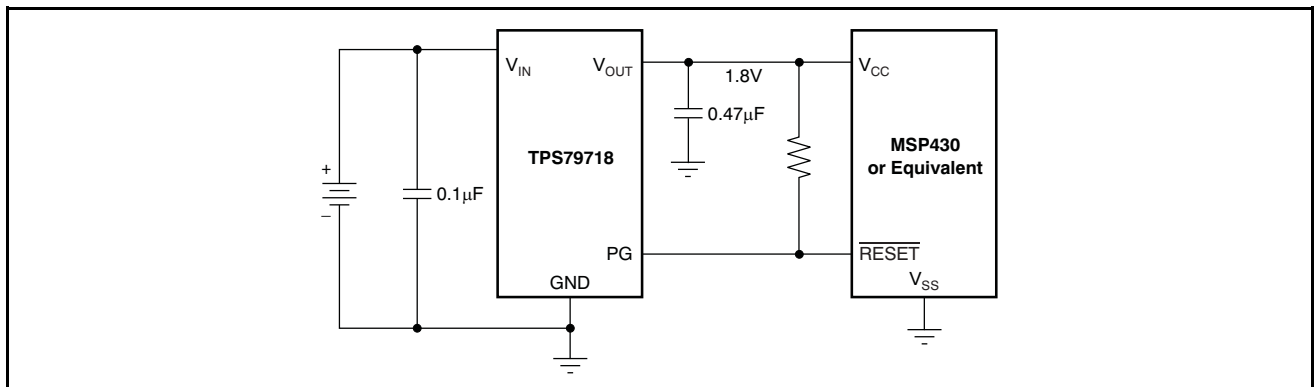 V_IN
V_OUT
1.8V
V_CC
0.47μF
TPS79718
MSP430
or Equivalent
+
0.1μF
–
PG
RESET
GND
V_SS